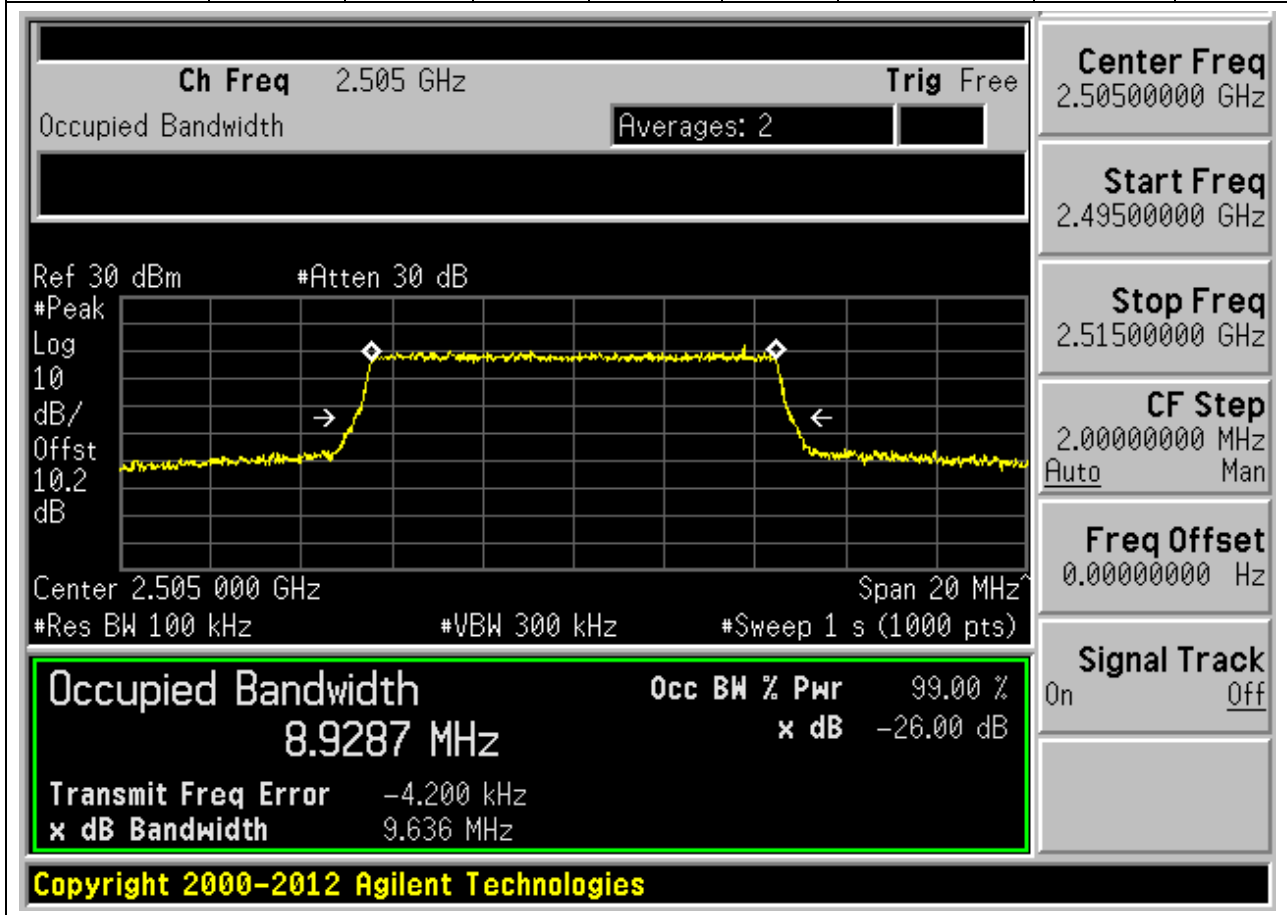 Ch Freq 2.505 GHz Trig Free
Occupied Bandwidth Averages: 2
Ref 30 dBm #Atten 30 dB
#Peak
Log
10
dB/
Offst
10.2
dB
Center 2.505 000 GHz Span 20 MHz^
#Res BW 100 kHz #VBW 300 kHz #Sweep 1 s (1000 pts)
Occupied Bandwidth Occ BW % Pwr 99.00 %
8.9287 MHz x dB -26.00 dB
Transmit Freq Error -4.200 kHz
x dB Bandwidth 9.636 MHz
Copyright 2000-2012 Agilent Technologies
Center Freq
2.50500000 GHz
Start Freq
2.49500000 GHz
Stop Freq
2.51500000 GHz
CF Step
2.00000000 MHz
Auto Man
Freq Offset
0.00000000 Hz
Signal Track
On Off